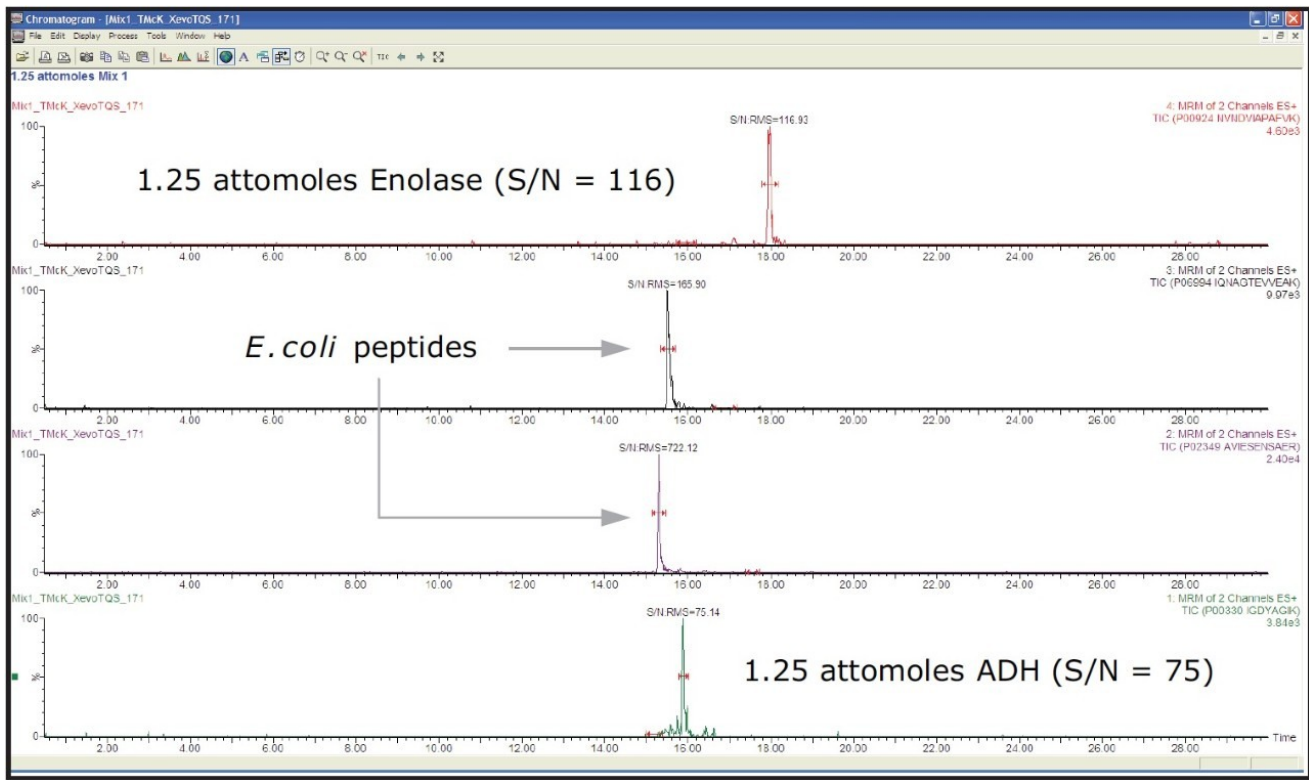 Chromatogram - [Mix1_TMcK_XevoTQS_171]
File Edit Display Process Tools Window Help
TIC
1.25 attomoles Mix 1
Mix1_TMcK_XevoTQS_171
4: MRM of 2 Channels ES+
TIC (P00924 NVNDVIAPAFVK)
4.60e3
S/N:RMS=116.93
100
%
0
1.25 attomoles Enolase (S/N = 116)
2.00 4.00 6.00 8.00 10.00 12.00 14.00 16.00 18.00 20.00 22.00 24.00 26.00 28.00
Mix1_TMcK_XevoTQS_171
3: MRM of 2 Channels ES+
TIC (P06994 IQNAGTEVVEAK)
9.97e3
S/N:RMS=165.90
100
%
0
E.coli peptides
2.00 4.00 6.00 8.00 10.00 12.00 14.00 16.00 18.00 20.00 22.00 24.00 26.00 28.00
Mix1_TMcK_XevoTQS_171
2: MRM of 2 Channels ES+
TIC (P02349 AVIESENSAER)
2.40e4
S/N:RMS=722.12
100
%
0
2.00 4.00 6.00 8.00 10.00 12.00 14.00 16.00 18.00 20.00 22.00 24.00 26.00 28.00
Mix1_TMcK_XevoTQS_171
1: MRM of 2 Channels ES+
TIC (P00330 IGDYAGIK)
3.84e3
S/N:RMS=75.14
100
%
0
1.25 attomoles ADH (S/N = 75)
Time
2.00 4.00 6.00 8.00 10.00 12.00 14.00 16.00 18.00 20.00 22.00 24.00 26.00 28.00